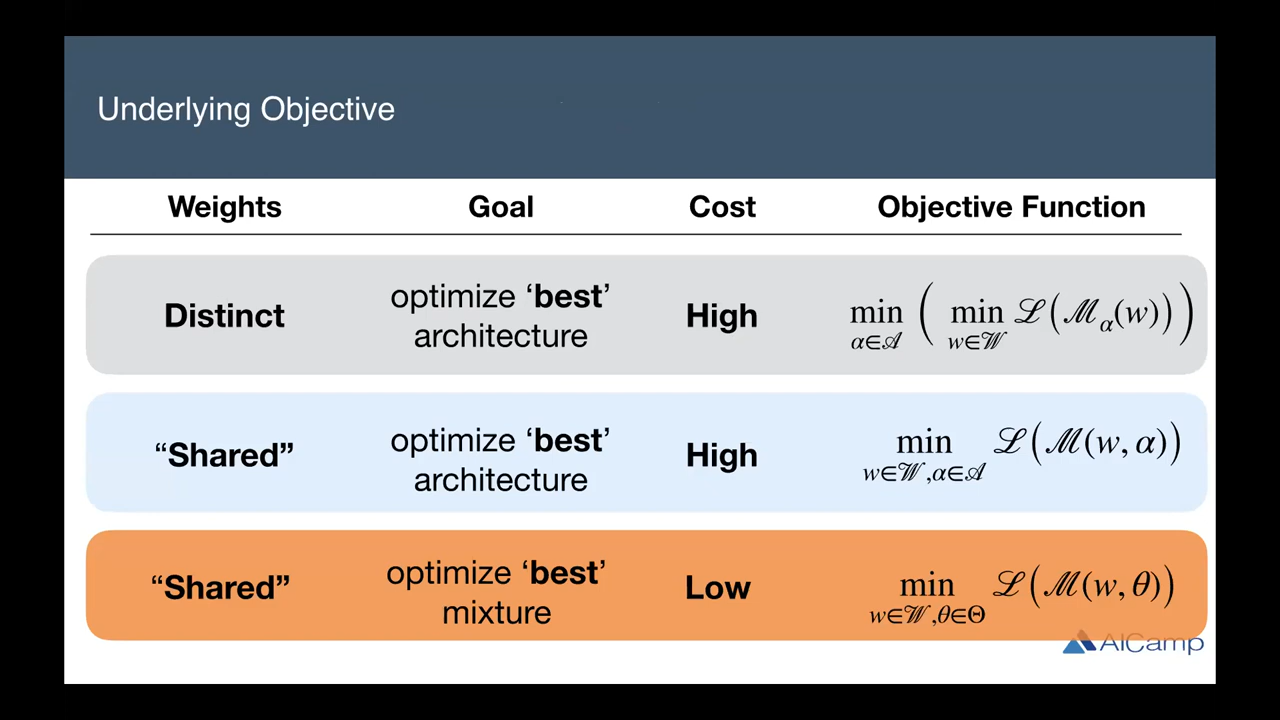 Underlying Objective
Weights Goal Cost Objective Function
Distinct optimize ‘best’ architecture High min α∈𝒜 ( min w∈𝒲 ℒ(ℳα(w)))
“Shared” optimize ‘best’ architecture High min w∈𝒲,α∈𝒜 ℒ(ℳ(w, α))
“Shared” optimize ‘best’ mixture Low min w∈𝒲,θ∈Θ ℒ(ℳ(w, θ))
AICamp